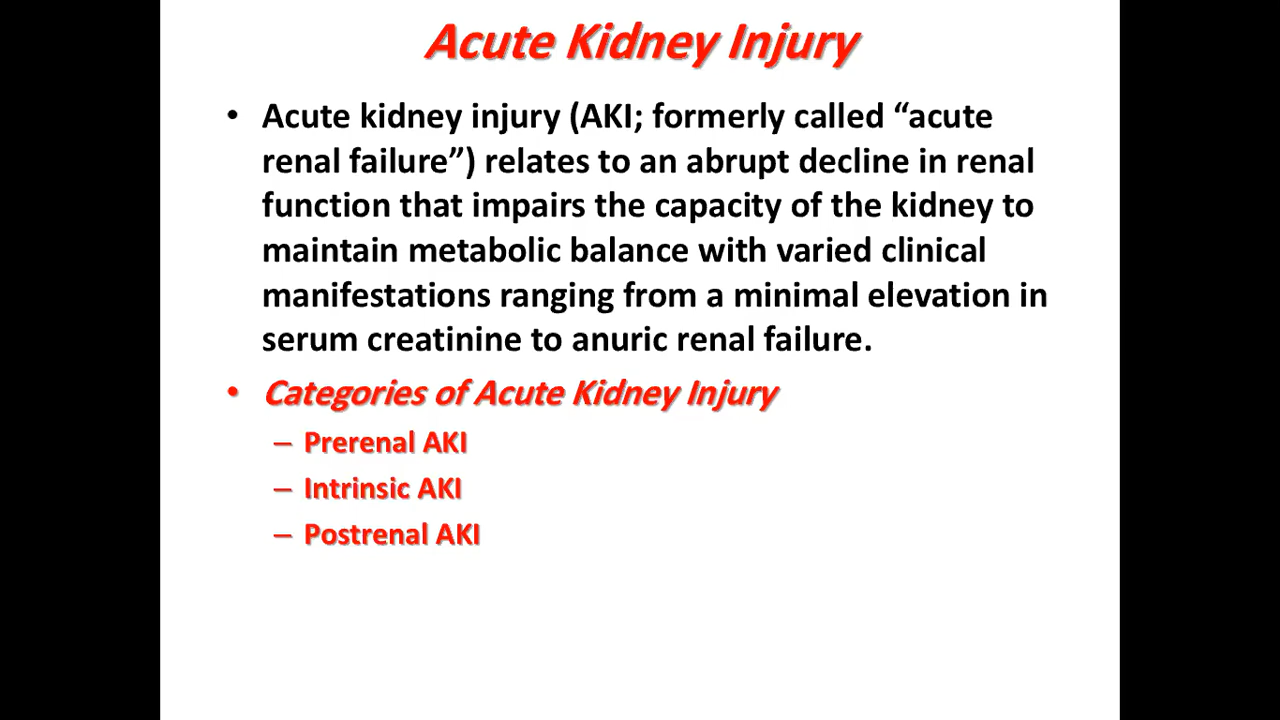 Acute Kidney Injury
• Acute kidney injury (AKI; formerly called “acute
renal failure”) relates to an abrupt decline in renal
function that impairs the capacity of the kidney to
maintain metabolic balance with varied clinical
manifestations ranging from a minimal elevation in
serum creatinine to anuric renal failure.
• Categories of Acute Kidney Injury
– Prerenal AKI
– Intrinsic AKI
– Postrenal AKI